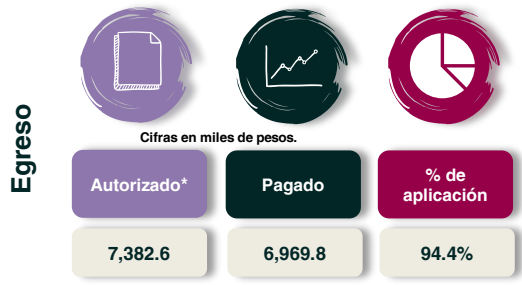 Egreso
Cifras en miles de pesos.
Autorizado*
Pagado
% de
aplicación
7,382.6
6,969.8
94.4%